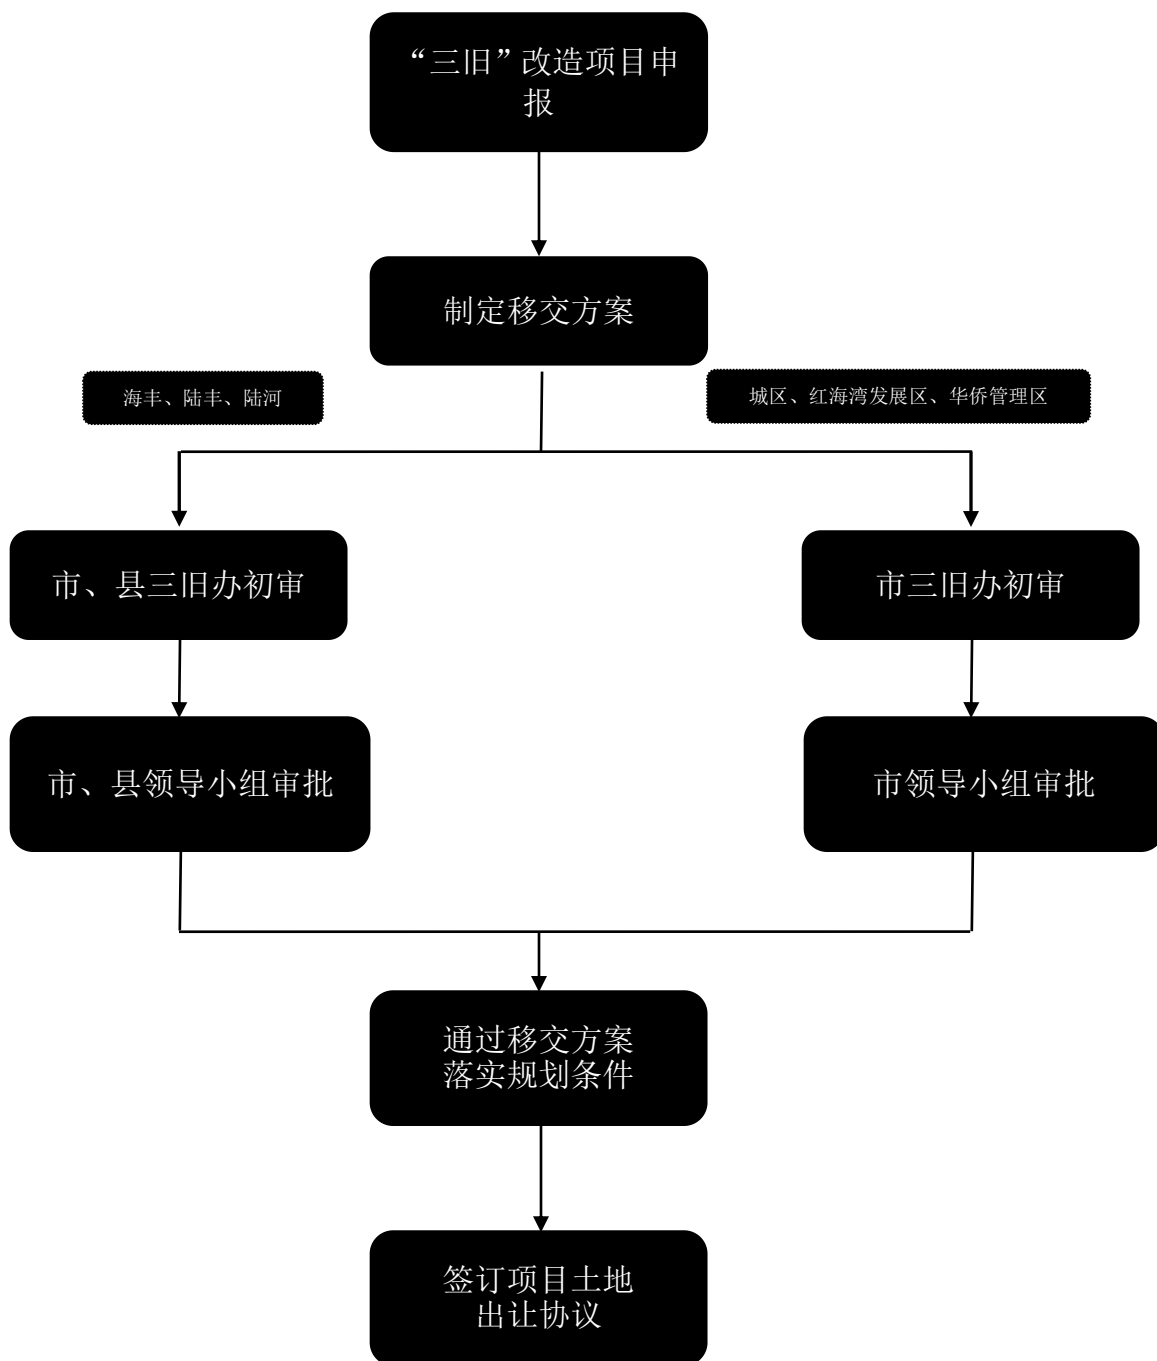 “三旧”改造项目申
报
制定移交方案
海丰、陆丰、陆河
城区、红海湾发展区、华侨管理区
市、县三旧办初审
市三旧办初审
市、县领导小组审批
市领导小组审批
通过移交方案
落实规划条件
签订项目土地
出让协议